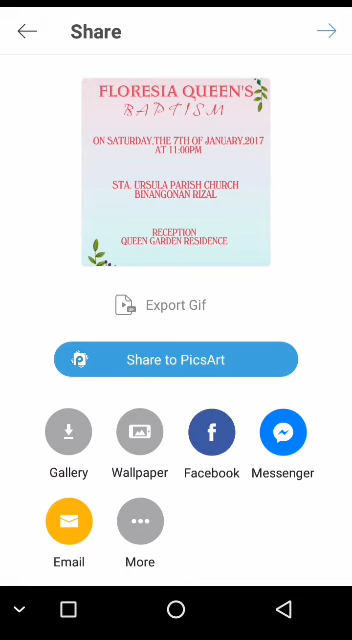 Share
FLORESIA QUEEN'S
BAPTISM
ON SATURDAY,THE 7TH OF JANUARY,2017
AT 11:00PM
STA. URSULA PARISH CHURCH
BINANGONAN RIZAL
RECEPTION
QUEEN GARDEN RESIDENCE
Export Gif
Share to PicsArt
Gallery
Wallpaper
Facebook
Messenger
Email
More